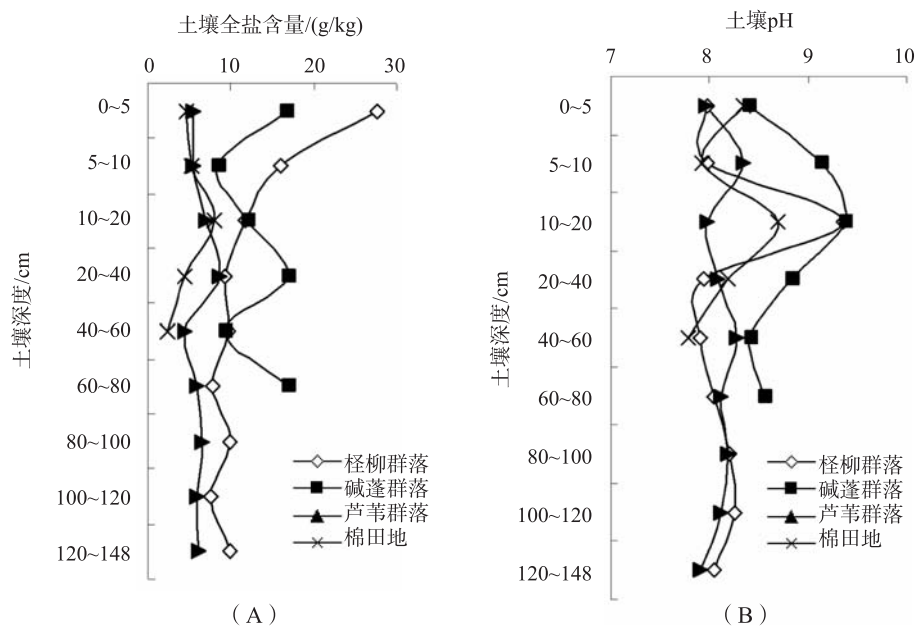 土壤全盐含量/(g/kg)
0 10 20 30
0~5
5~10
10~20
20~40
40~60
60~80
80~100
100~120
120~148
土壤深度/cm
柽柳群落
碱蓬群落
芦苇群落
棉田地
（A）
土壤pH
7 8 9 10
0~5
5~10
10~20
20~40
40~60
60~80
80~100
100~120
120~148
土壤深度/cm
柽柳群落
碱蓬群落
芦苇群落
棉田地
（B）